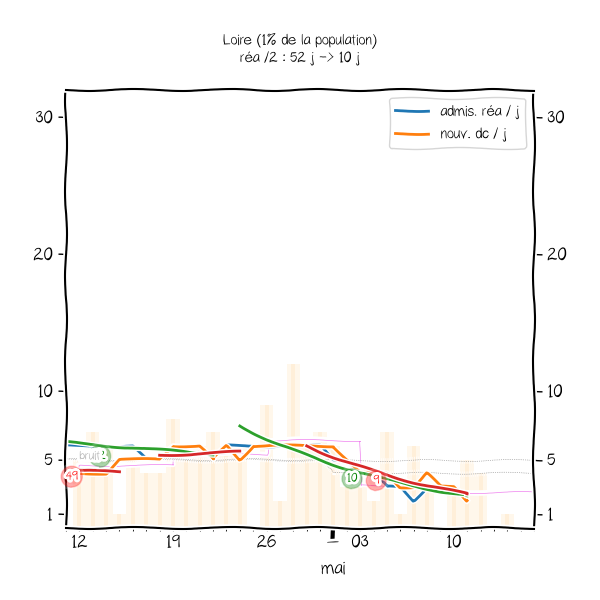 Loire (1% de la population)
réa /2 : 52 j -> 10 j
admis. réa / j
nouv. dc / j
30 30
20 20
10 10
5 5
1 1
bruit
49
10 9
12 19 26 03 10
mai